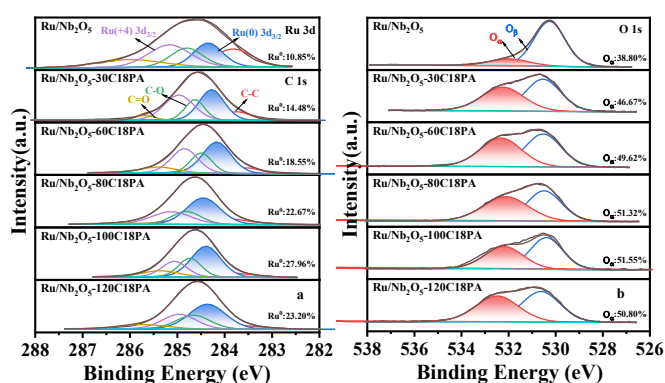 Ru/Nb₂O₅
Ru(+4) 3d₃/₂
Ru(0) 3d₃/₂
Ru 3d
Ru⁰:10.85%
Ru/Nb₂O₅-30C18PA
C 1s
C=O
C-O
C-C
Ru⁰:14.48%
Ru/Nb₂O₅-60C18PA
Ru⁰:18.55%
Ru/Nb₂O₅-80C18PA
Ru⁰:22.67%
Ru/Nb₂O₅-100C18PA
Ru⁰:27.96%
Ru/Nb₂O₅-120C18PA
a
Ru⁰:23.20%
288 287 286 285 284 283 282
Binding Energy (eV)
Intensity(a.u.)
Ru/Nb₂O₅
Oα
Oβ
O 1s
Oα:38.80%
Ru/Nb₂O₅-30C18PA
Oα:46.67%
Ru/Nb₂O₅-60C18PA
Oα:49.62%
Ru/Nb₂O₅-80C18PA
Oα:51.32%
Ru/Nb₂O₅-100C18PA
Oα:51.55%
Ru/Nb₂O₅-120C18PA
b
Oα:50.80%
538 536 534 532 530 528 526
Binding Energy (eV)
Intensity(a.u.)